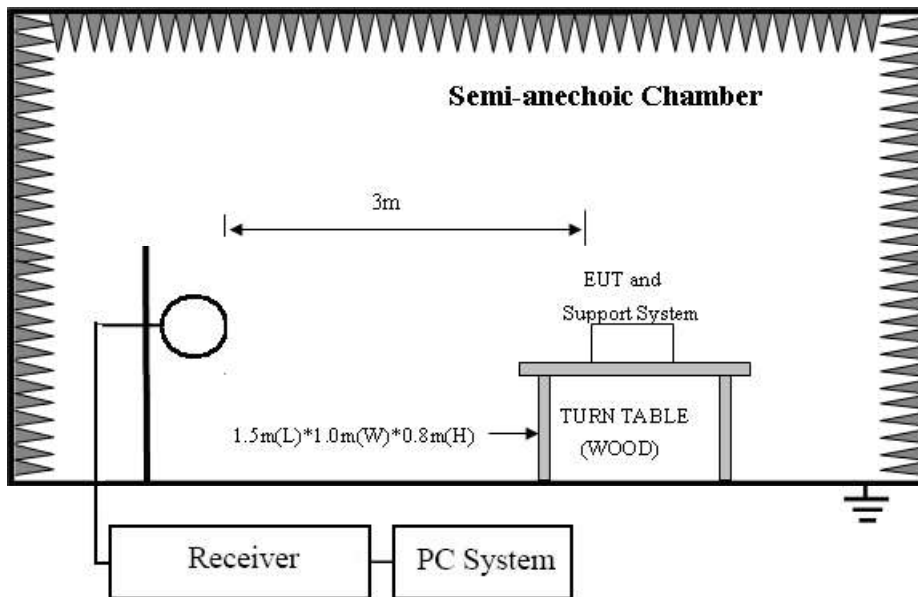 Semi-anechoic Chamber
3m
EUT and
Support System
1.5m(L)*1.0m(W)*0.8m(H)
TURN TABLE
(WOOD)
Receiver
PC System